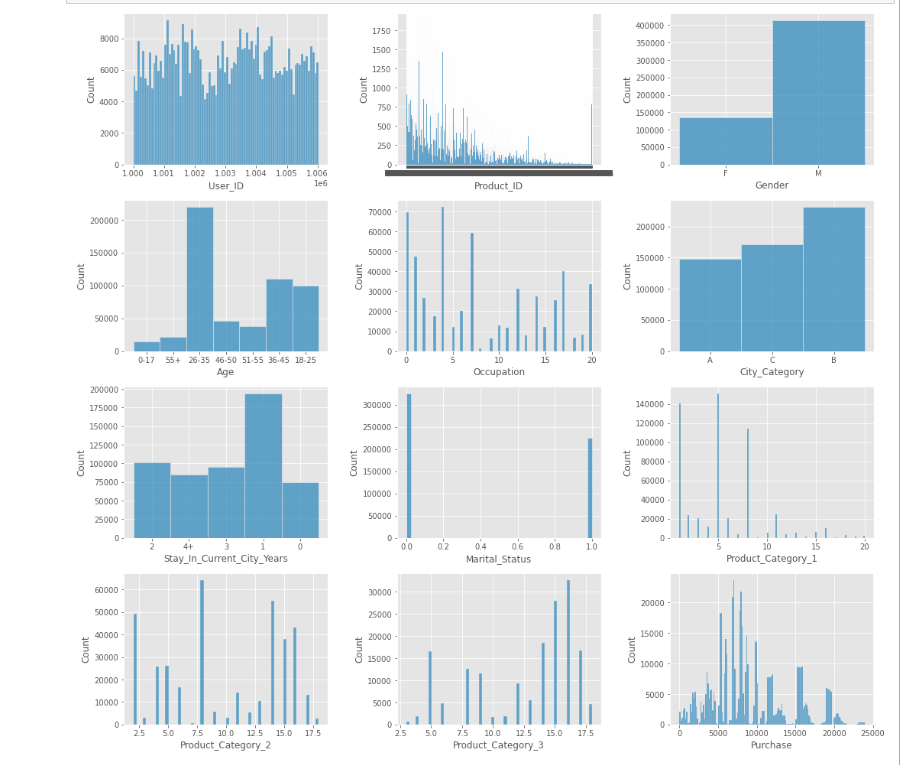 8000
6000
4000
2000
0
Count
1.000 1.001 1.002 1.003 1.004 1.005 1.006
1e6
User_ID
1750
1500
1250
1000
750
500
250
0
Count
Product_ID
400000
350000
300000
250000
200000
150000
100000
50000
0
Count
F M
Gender
200000
150000
100000
50000
0
Count
0-17 55+ 26-35 46-50 51-55 36-45 18-25
Age
70000
60000
50000
40000
30000
20000
10000
0
Count
0 5 10 15 20
Occupation
200000
150000
100000
50000
0
Count
A C B
City_Category
200000
175000
150000
125000
100000
75000
50000
25000
0
Count
2 4+ 3 1 0
Stay_In_Current_City_Years
300000
250000
200000
150000
100000
50000
0
Count
0.0 0.2 0.4 0.6 0.8 1.0
Marital_Status
140000
120000
100000
80000
60000
40000
20000
0
Count
5 10 15 20
Product_Category_1
60000
50000
40000
30000
20000
10000
0
Count
2.5 5.0 7.5 10.0 12.5 15.0 17.5
Product_Category_2
30000
25000
20000
15000
10000
5000
0
Count
2.5 5.0 7.5 10.0 12.5 15.0 17.5
Product_Category_3
20000
15000
10000
5000
0
Count
0 5000 10000 15000 20000 25000
Purchase